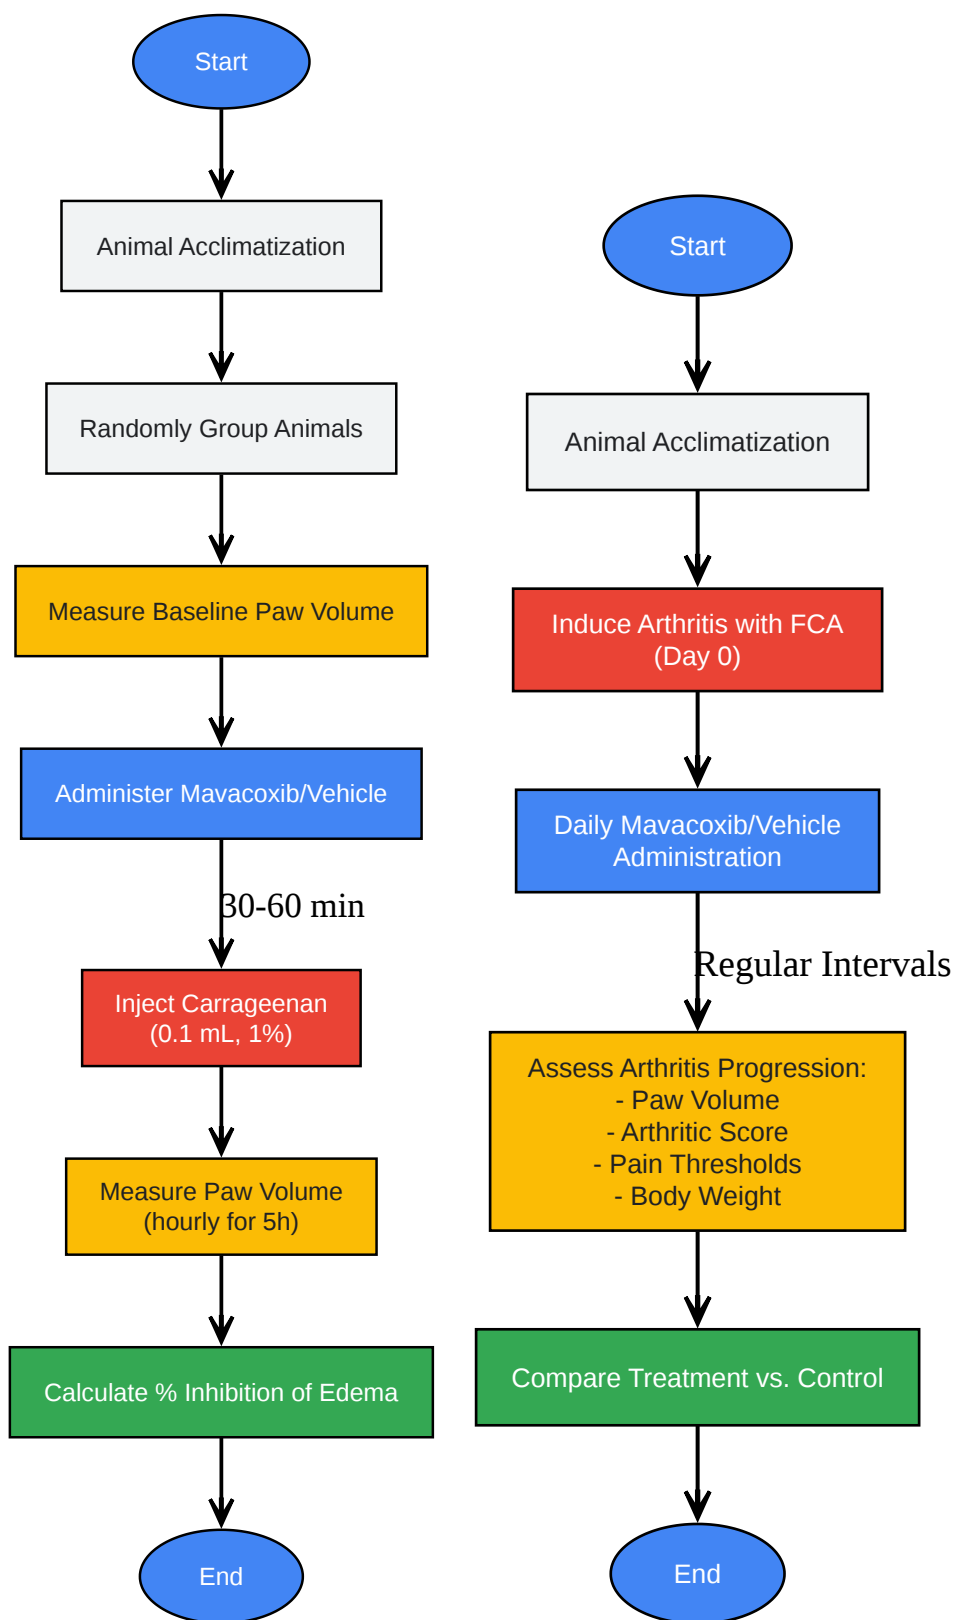 Start
Animal Acclimatization
Randomly Group Animals
Measure Baseline Paw Volume
Administer Mavacoxib/Vehicle
30-60 min
Inject Carrageenan
(0.1 mL, 1%)
Measure Paw Volume
(hourly for 5h)
Calculate % Inhibition of Edema
End
Start
Animal Acclimatization
Induce Arthritis with FCA
(Day 0)
Daily Mavacoxib/Vehicle
Administration
Regular Intervals
Assess Arthritis Progression:
- Paw Volume
- Arthritic Score
- Pain Thresholds
- Body Weight
Compare Treatment vs. Control
End